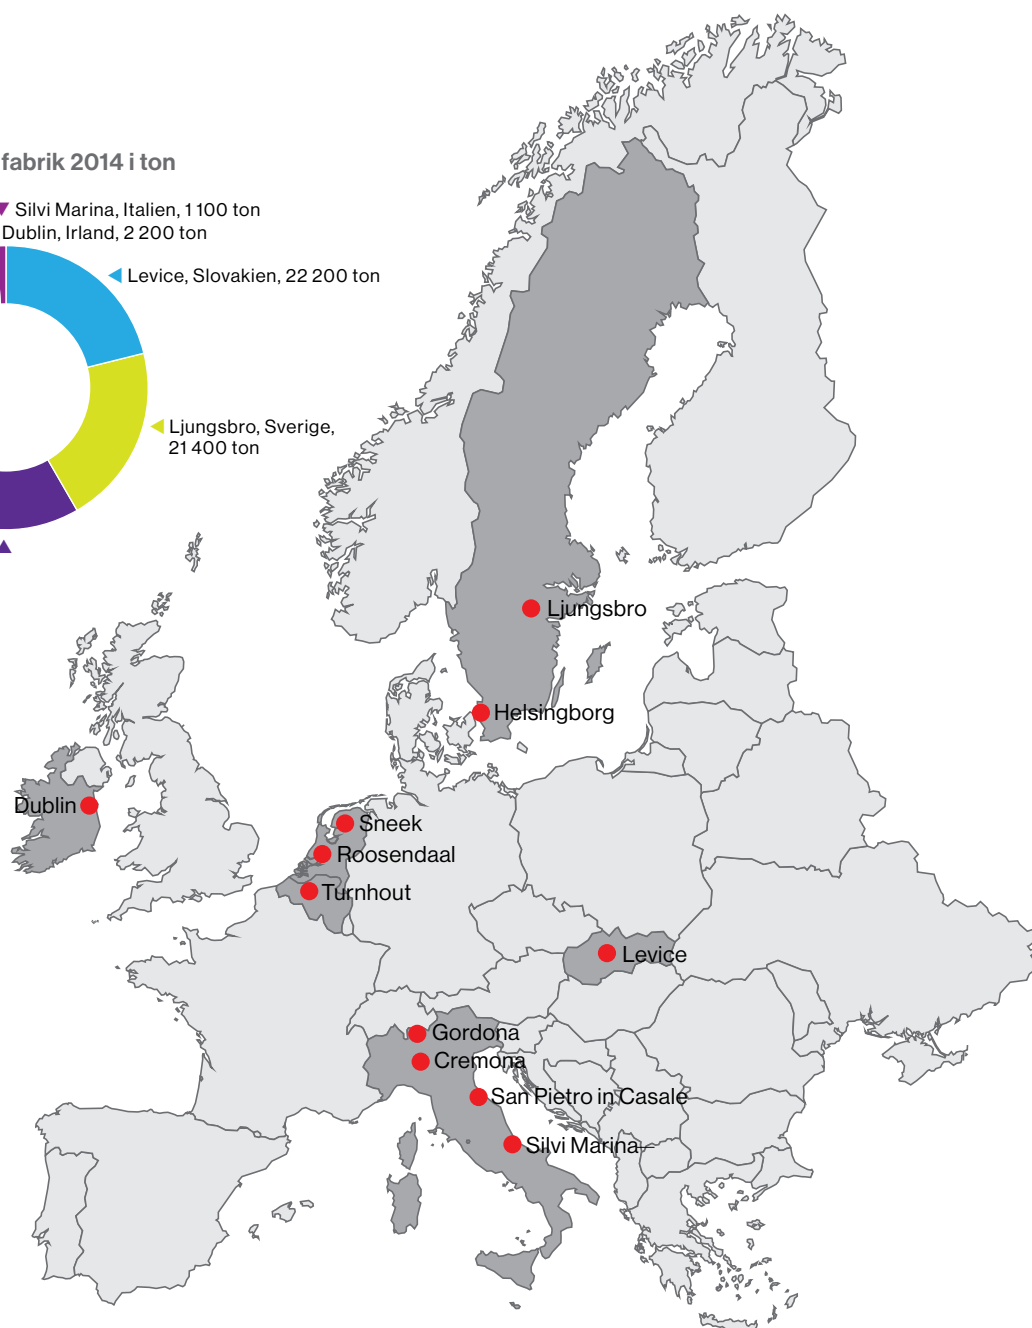 fabrik 2014 i ton
Silvi Marina, Italien, 1 100 ton
Dublin, Irland, 2 200 ton
Levice, Slovakien, 22 200 ton
Ljungsbro, Sverige,
21 400 ton
Ljungsbro
Helsingborg
Dublin
Sneek
Roosendaal
Turnhout
Levice
Gordona
Cremona
San Pietro in Casale
Silvi Marina